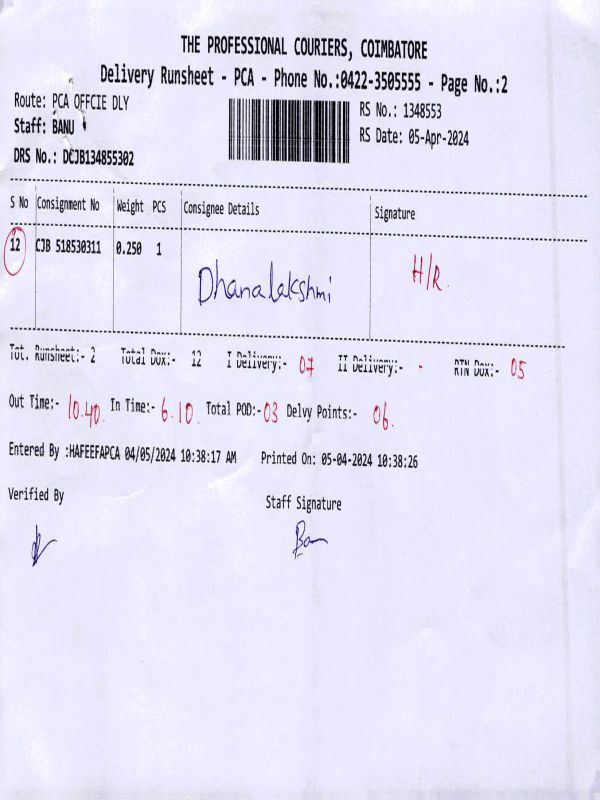 THE PROFESSIONAL COURIERS, COIMBATORE
Delivery Runsheet - PCA - Phone No.:0422-3505555 - Page No.:2
Route: PCA OFFCIE DLY
RS No.: 1348553
Staff: BANU
RS Date: 05-Apr-2024
DRS No.: DCJB134855302
S No Consignment No Weight PCS Consignee Details Signature
12 CJB 518530311 0.250 1 Dhanalakshmi H/R.
Tot. Runsheet:- 2 Total Dox:- 12 I Delivery:- 07 II Delivery:- - RTN Dox:- 05
Out Time:- 10.40 In Time:- 6.10 Total POD:- 03 Delvy Points:- 06.
Entered By :HAFEEFAPCA 04/05/2024 10:38:17 AM Printed On: 05-04-2024 10:38:26
Verified By Staff Signature